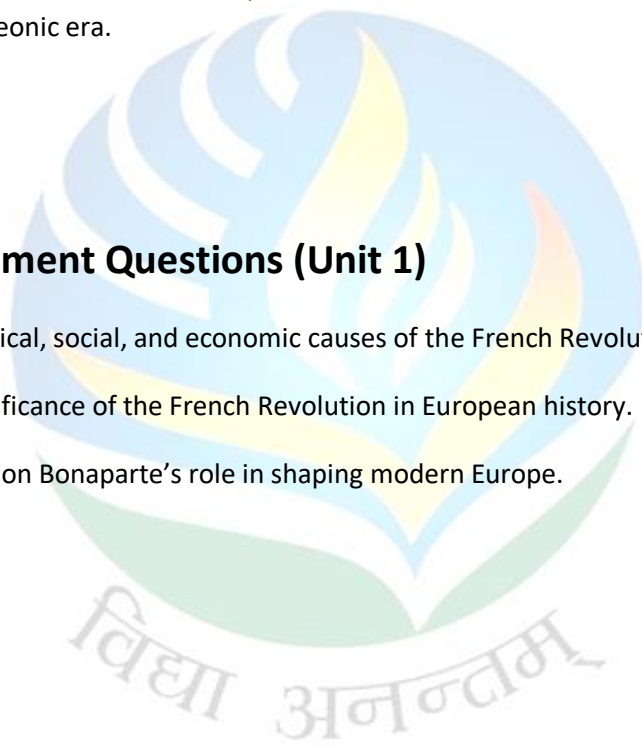 eonic era.
ment Questions (Unit 1)
ical, social, and economic causes of the French Revolu
ficance of the French Revolution in European history.
on Bonaparte’s role in shaping modern Europe.
विद्या अनन्तम्